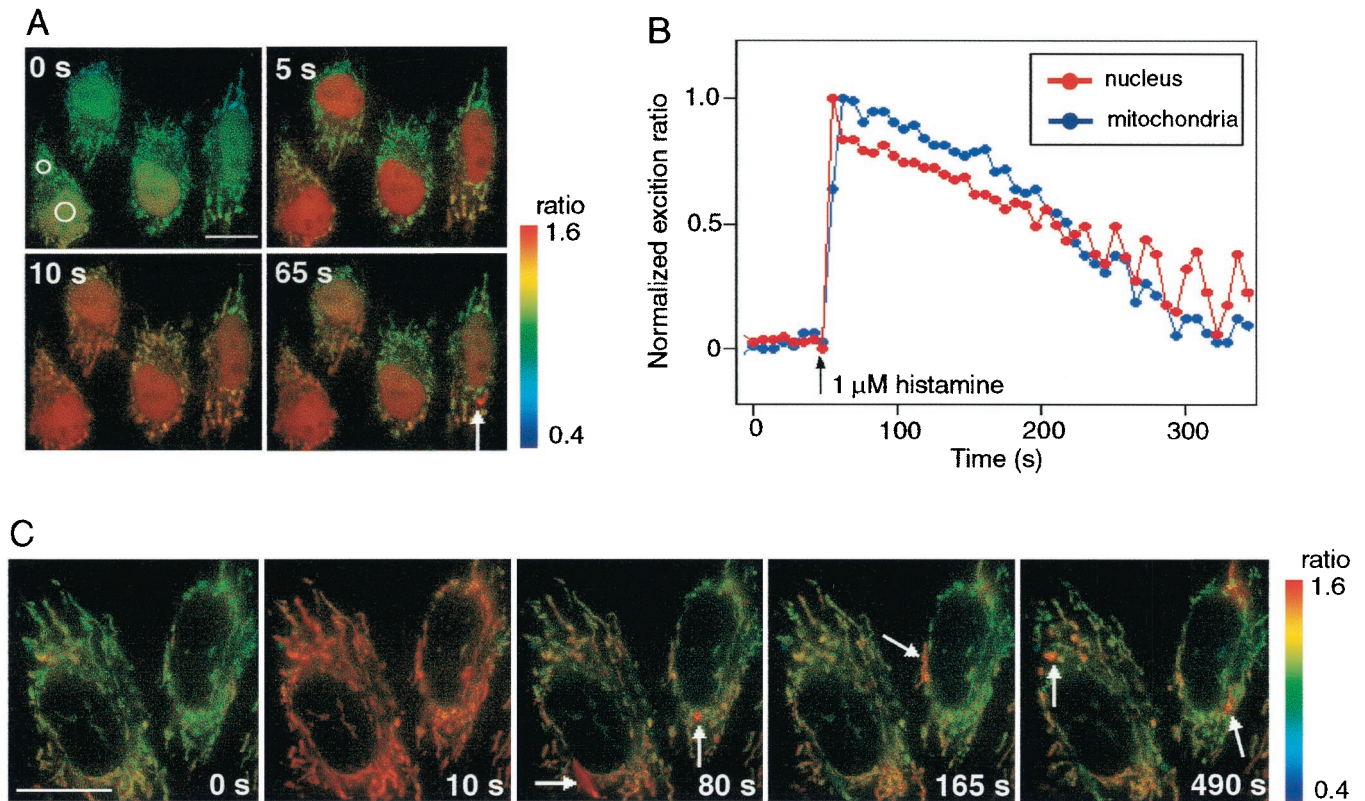 A
0 s
5 s
10 s
65 s
ratio
1.6
0.4
B
Normalized excition ratio
1.0
0.5
0
nucleus
mitochondria
1 µM histamine
0
100
200
300
Time (s)
C
0 s
10 s
80 s
165 s
490 s
ratio
1.6
0.4